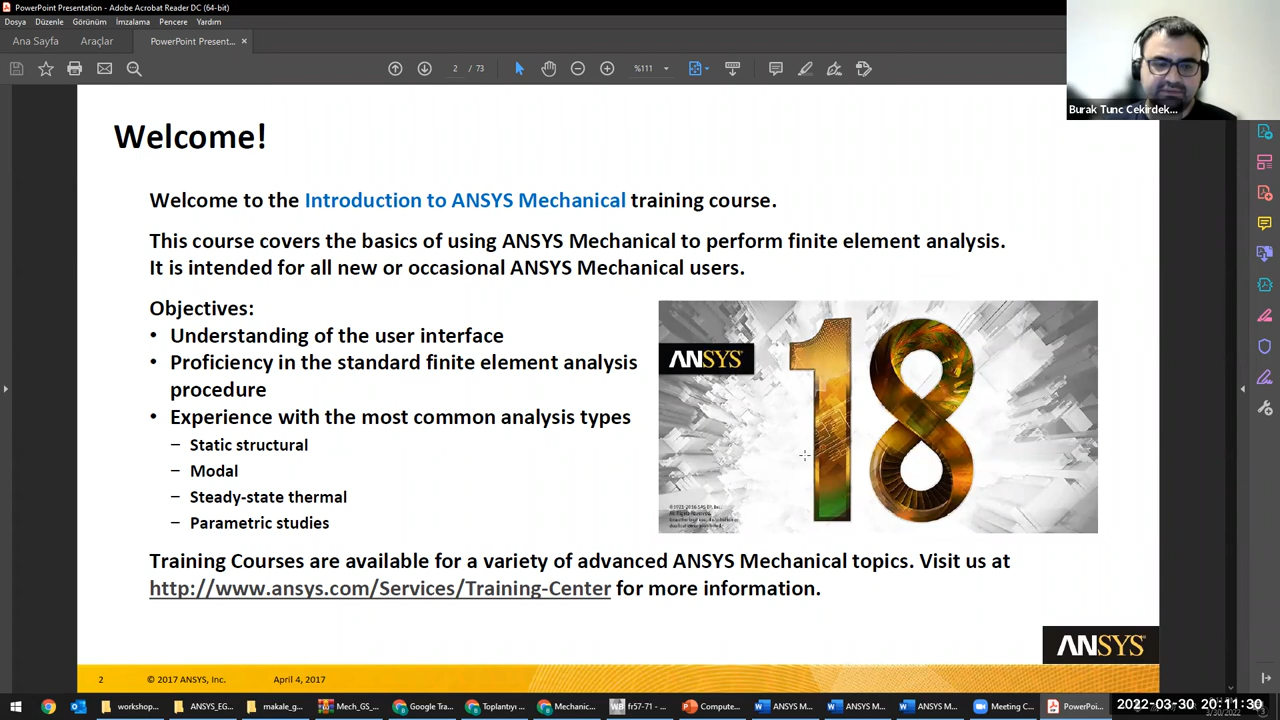 PowerPoint Presentation - Adobe Acrobat Reader DC (64-bit)
Dosya Düzenle Görünüm İmzalama Pencere Yardım
Ana Sayfa Araçlar PowerPoint Present... ×
2 / 73 %111
Burak Tunc Cekirdek...
Welcome!
Welcome to the Introduction to ANSYS Mechanical training course.
This course covers the basics of using ANSYS Mechanical to perform finite element analysis.
It is intended for all new or occasional ANSYS Mechanical users.
Objectives:
• Understanding of the user interface
• Proficiency in the standard finite element analysis
procedure
• Experience with the most common analysis types
– Static structural
– Modal
– Steady-state thermal
– Parametric studies
ANSYS
18
Training Courses are available for a variety of advanced ANSYS Mechanical topics. Visit us at
http://www.ansys.com/Services/Training-Center for more information.
ANSYS
2 © 2017 ANSYS, Inc. April 4, 2017
workshop... ANSYS_EG... makale_g... Mech_GS_... Google Tra... Toplantıyı... Mechanic... fr57-71 - ... Compute... ANSYS M... ANSYS M... ANSYS M... Meeting C... PowerPoi...
2022-03-30 20:11:30